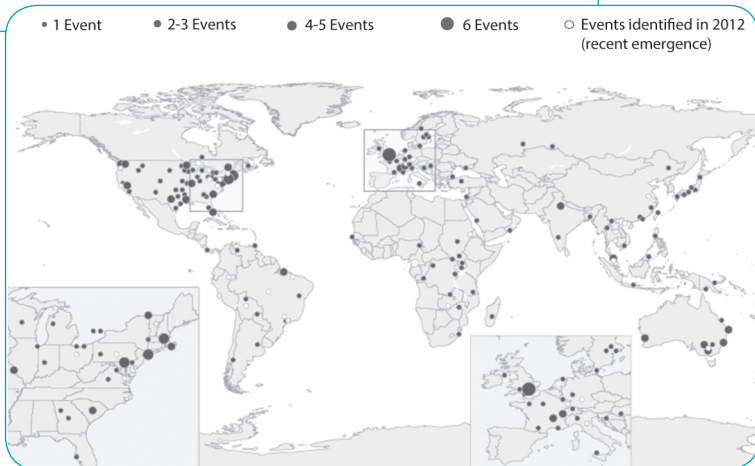 1 Event 2-3 Events 4-5 Events 6 Events Events identified in 2012
(recent emergence)